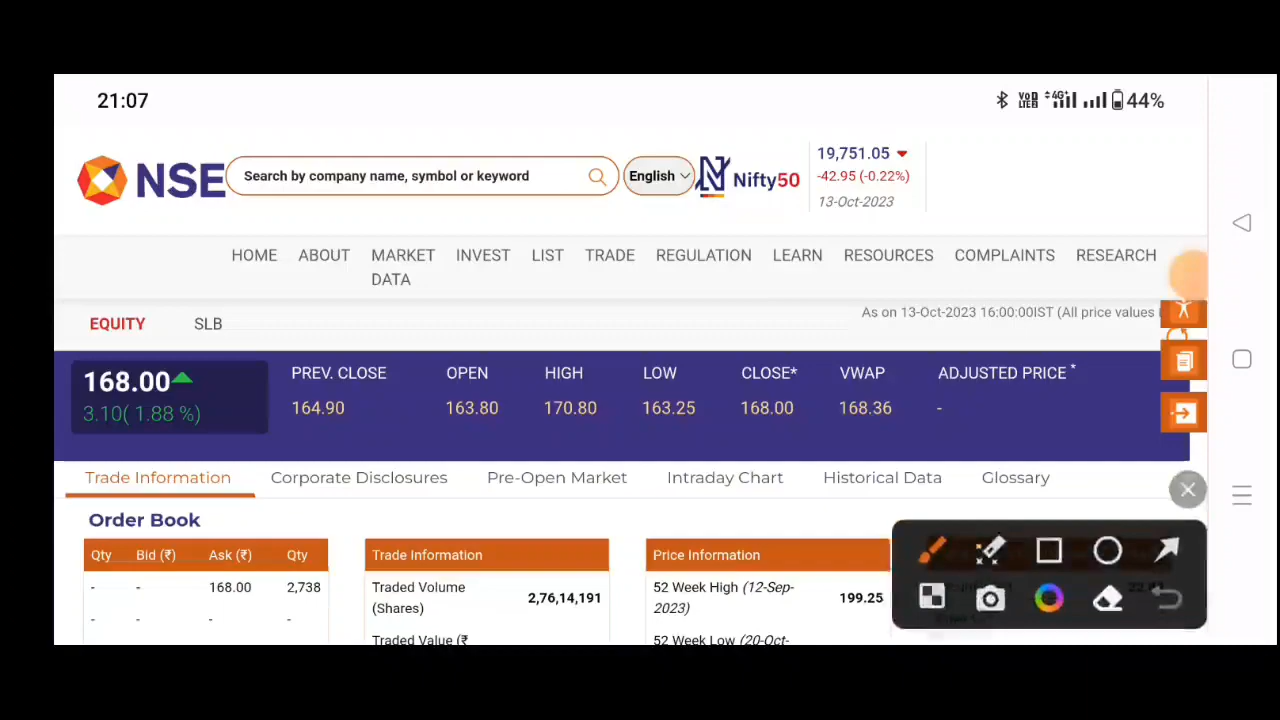 21:07
VoD LTEB 4G+ 44%
NSE
Search by company name, symbol or keyword
English
Nifty50
19,751.05
-42.95 (-0.22%)
13-Oct-2023
HOME ABOUT MARKET DATA INVEST LIST TRADE REGULATION LEARN RESOURCES COMPLAINTS RESEARCH
EQUITY SLB
As on 13-Oct-2023 16:00:00IST (All price values
168.00
3.10( 1.88 %)
PREV. CLOSE OPEN HIGH LOW CLOSE* VWAP ADJUSTED PRICE *
164.90 163.80 170.80 163.25 168.00 168.36 -
Trade Information Corporate Disclosures Pre-Open Market Intraday Chart Historical Data Glossary
Order Book
Qty Bid (₹) Ask (₹) Qty
- - 168.00 2,738
- - - -
Trade Information
Traded Volume (Shares) 2,76,14,191
Traded Value (₹
Price Information
52 Week High (12-Sep-2023) 199.25
52 Week Low (20-Oct-